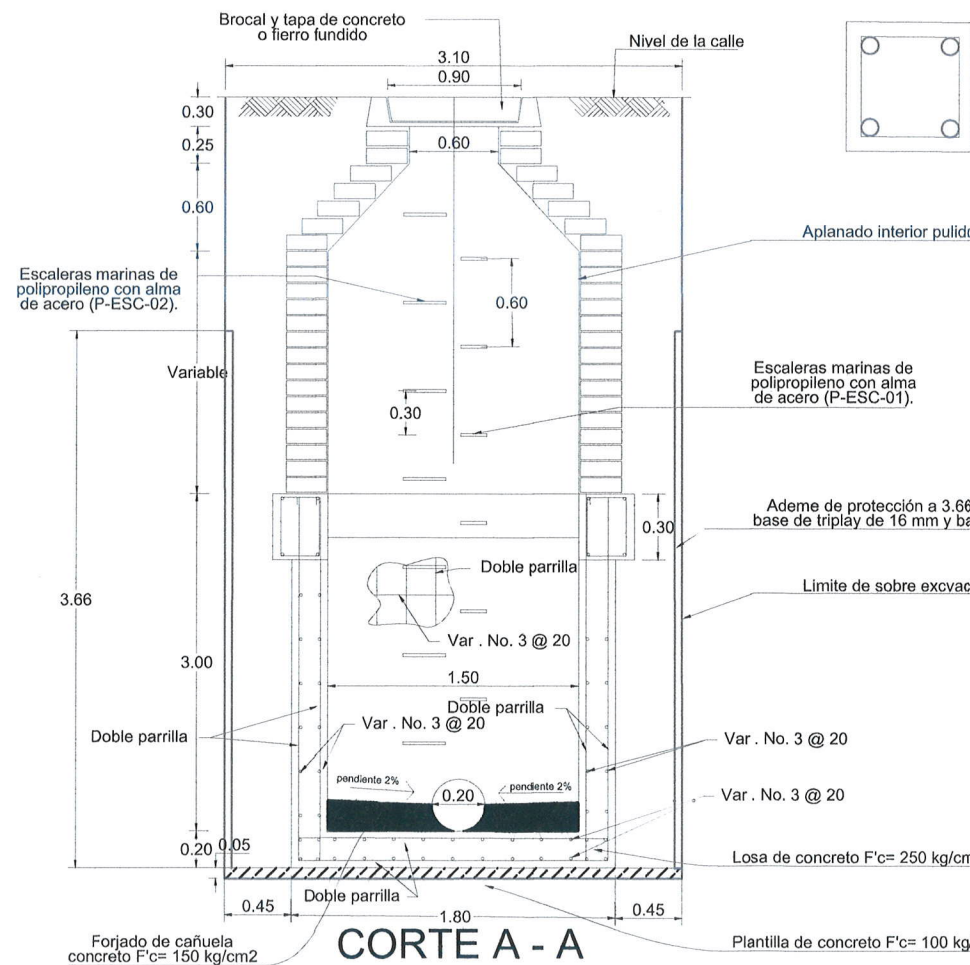 Brocal y tapa de concreto
o fierro fundido
Nivel de la calle
3.10
0.90
0.30
0.25
0.60
0.60
Aplanado interior pulid
Escaleras marinas de
polipropileno con alma
de acero (P-ESC-02).
0.60
Variable
Escaleras marinas de
polipropileno con alma
de acero (P-ESC-01).
0.30
Ademe de protección a 3.66
base de triplay de 16 mm y ba
0.30
Doble parrilla
Limite de sobre excvac
3.66
Var . No. 3 @ 20
3.00
1.50
Doble parrilla
Doble parrilla
Var . No. 3 @ 20
Var . No. 3 @ 20
pendiente 2%
0.20
pendiente 2%
Var . No. 3 @ 20
0.20
0.05
Losa de concreto F'c= 250 kg/cm
Doble parrilla
0.45
1.80
0.45
Forjado de cañuela
concreto F'c= 150 kg/cm2
CORTE A - A
Plantilla de concreto F'c= 100 kg/